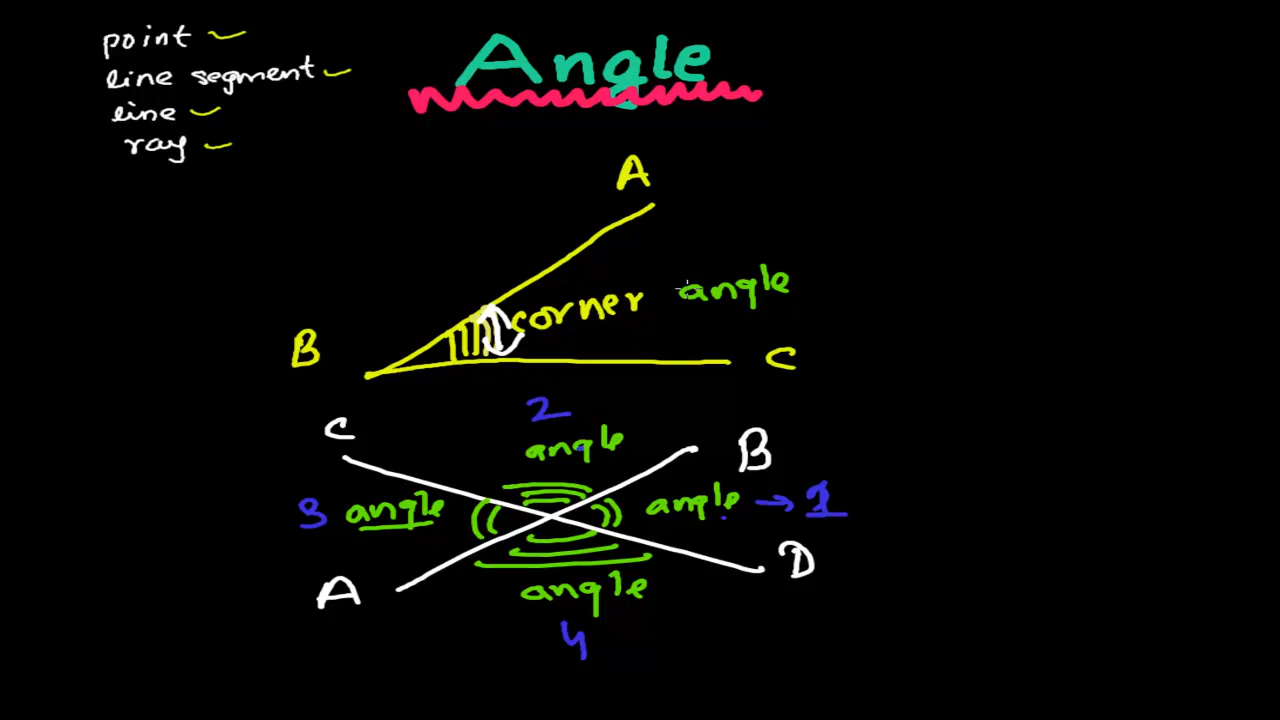 point
line segment
line
ray
Angle
A
corner angle
B
C
2
C
angle
B
3 angle
angle → 1
A
angle
D
4